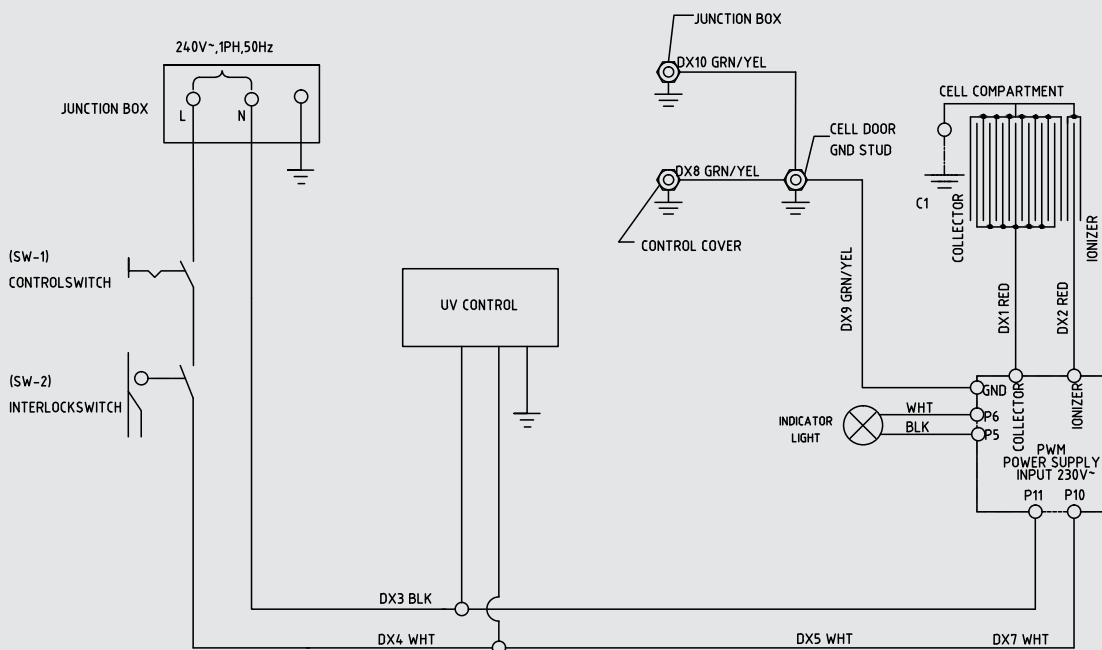 JUNCTION BOX
240V~,1PH,50Hz
DX10 GRN/YEL
JUNCTION BOX
L
N
CELL COMPARTMENT
CELL DOOR
GND STUD
DX8 GRN/YEL
C1
COLLECTOR
IONIZER
CONTROL COVER
(SW-1)
CONTROLSWITCH
UV CONTROL
DX9 GRN/YEL
DX1 RED
DX2 RED
(SW-2)
INTERLOCKSWITCH
GND
COLLECTOR
IONIZER
INDICATOR
LIGHT
WHT
P6
BLK
P5
PWM
POWER SUPPLY
INPUT 230V~
P11
P10
DX3 BLK
DX4 WHT
DX5 WHT
DX7 WHT